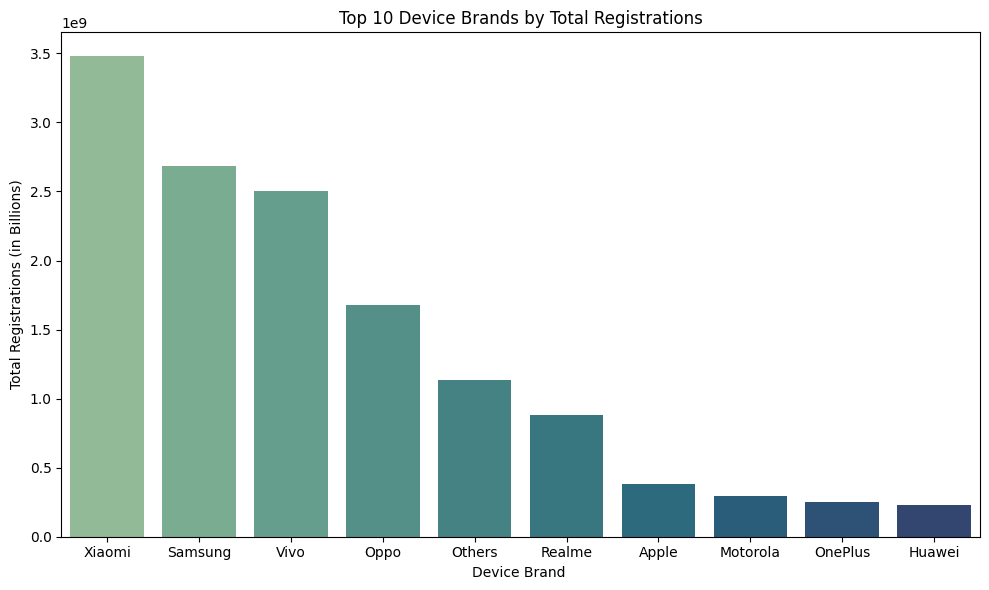 Top 10 Device Brands by Total Registrations
1e9
Total Registrations (in Billions)
3.5
3.0
2.5
2.0
1.5
1.0
0.5
0.0
Xiaomi Samsung Vivo Oppo Others Realme Apple Motorola OnePlus Huawei
Device Brand